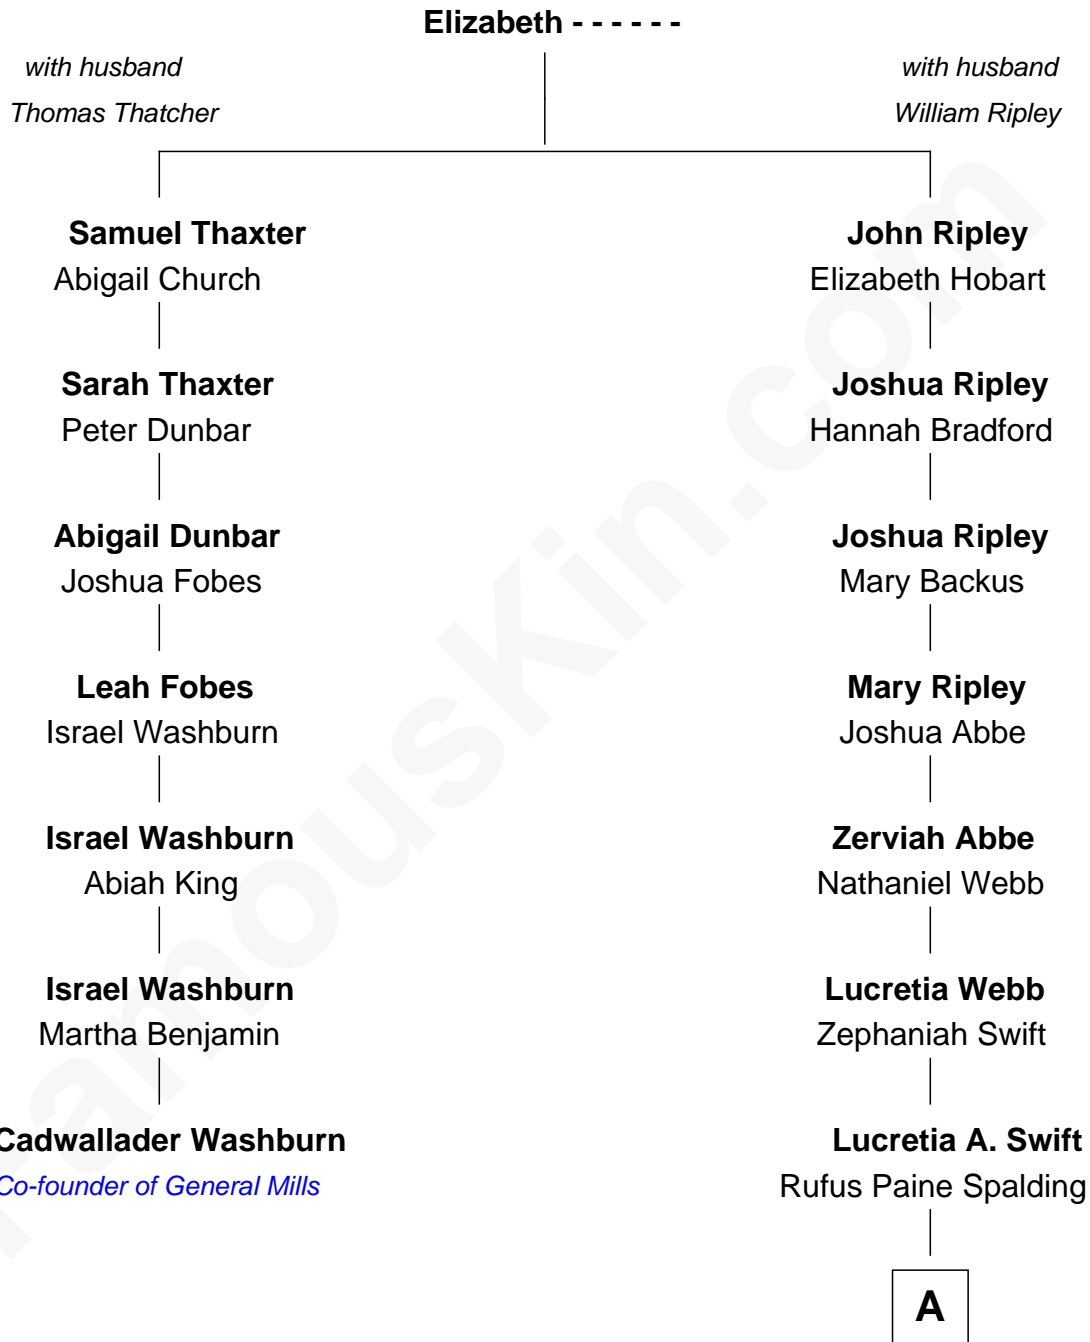 Elizabeth - - - - - -
with husband
Thomas Thatcher
with husband
William Ripley
Samuel Thaxter
Abigail Church
John Ripley
Elizabeth Hobart
Sarah Thaxter
Peter Dunbar
Joshua Ripley
Hannah Bradford
Abigail Dunbar
Joshua Fobes
Joshua Ripley
Mary Backus
Leah Fobes
Israel Washburn
Mary Ripley
Joshua Abbe
Israel Washburn
Abiah King
Zerviah Abbe
Nathaniel Webb
Israel Washburn
Martha Benjamin
Lucretia Webb
Zephaniah Swift
Cadwallader Washburn
Co-founder of General Mills
Lucretia A. Swift
Rufus Paine Spalding
A
FamousKin.com